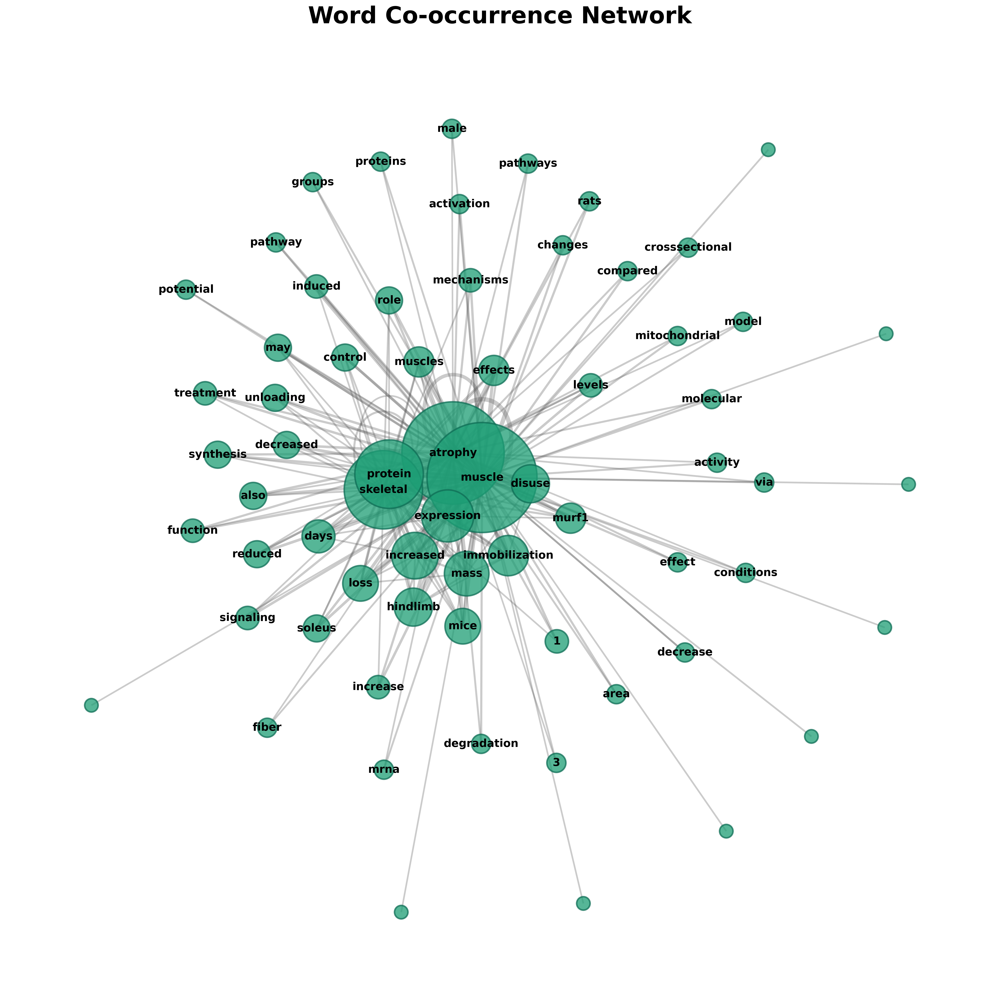 Word Co-occurrence Network
male
proteins
pathways
groups
activation
rats
pathway
changes
crosssectional
compared
mechanisms
induced
potential
role
model
mitochondrial
may
control
muscles
effects
levels
treatment
unloading
molecular
decreased
synthesis
atrophy
activity
protein
muscle
via
disuse
skeletal
also
expression
murf1
function
days
reduced
increased
immobilization
effect
mass
conditions
loss
hindlimb
signaling
soleus
mice
1
decrease
increase
area
fiber
degradation
3
mrna